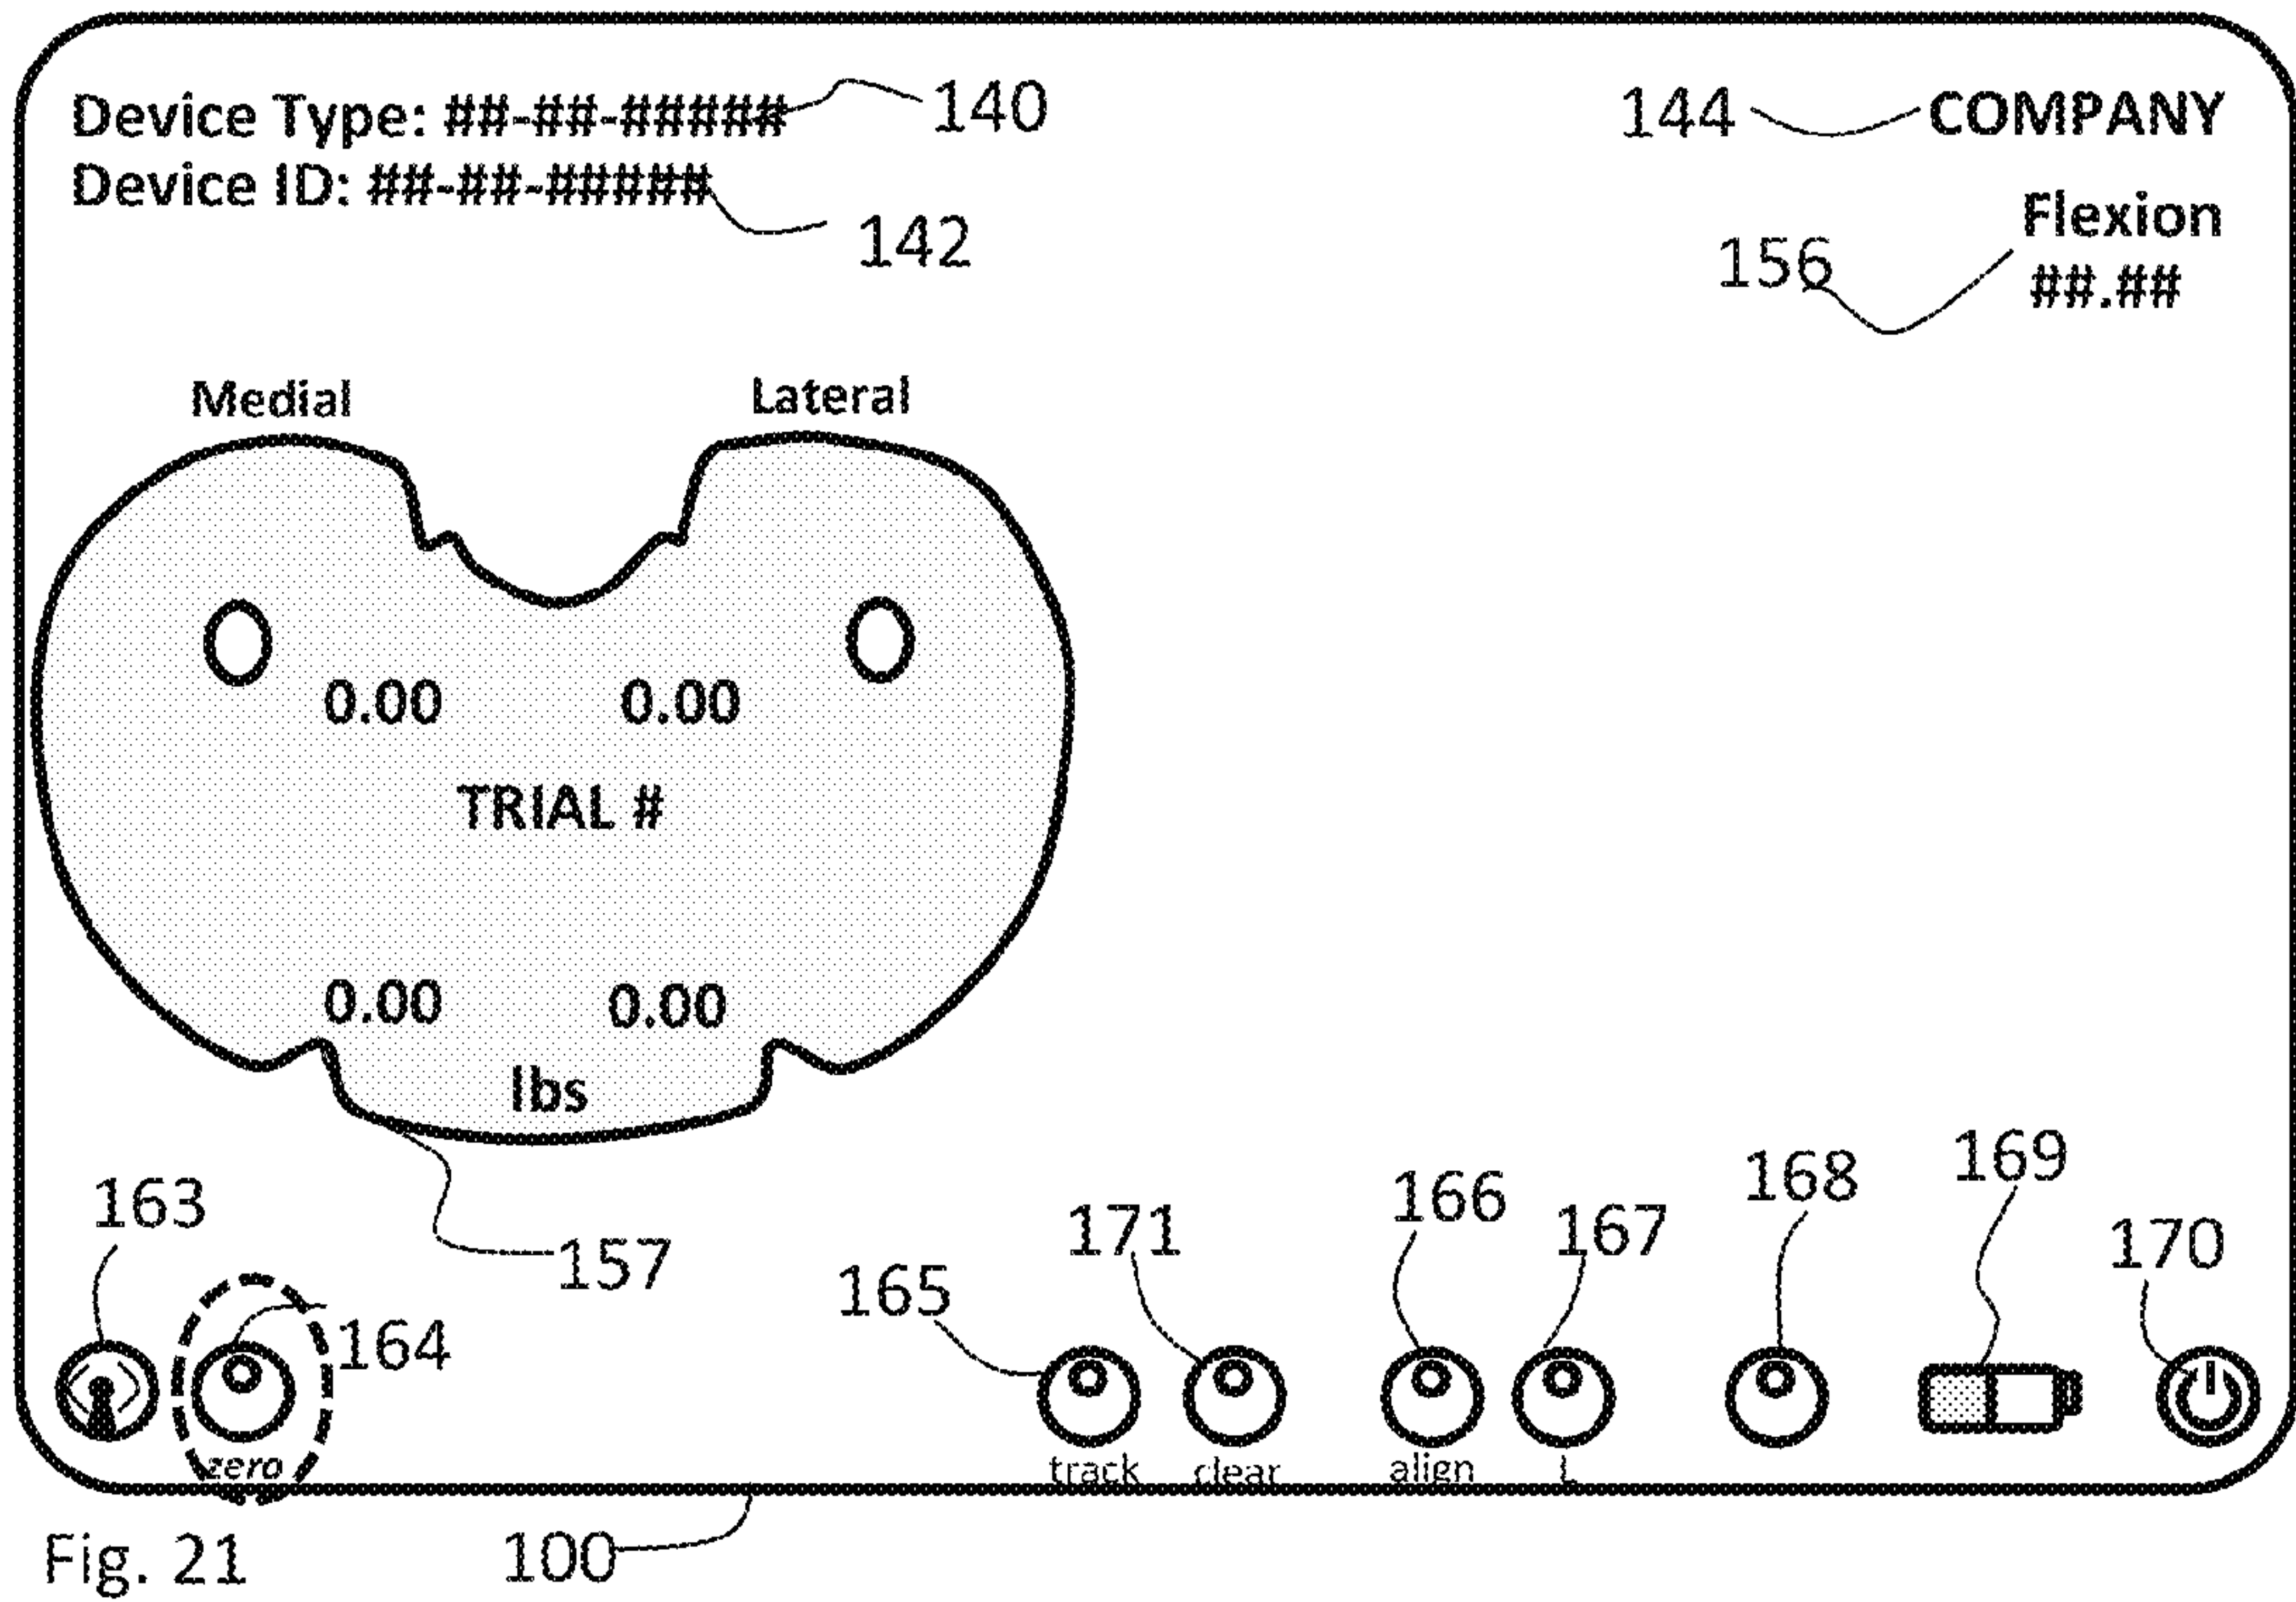 Device Type: ##-##-##### 140 144 COMPANY
Device ID: ##-##-##### 142
Flexion
156 ##.##
Medial Lateral
0.00 0.00
TRIAL #
0.00 0.00
lbs
163 157 165 171 166 167 168 169 170
164
zero track clear align L
Fig. 21 100